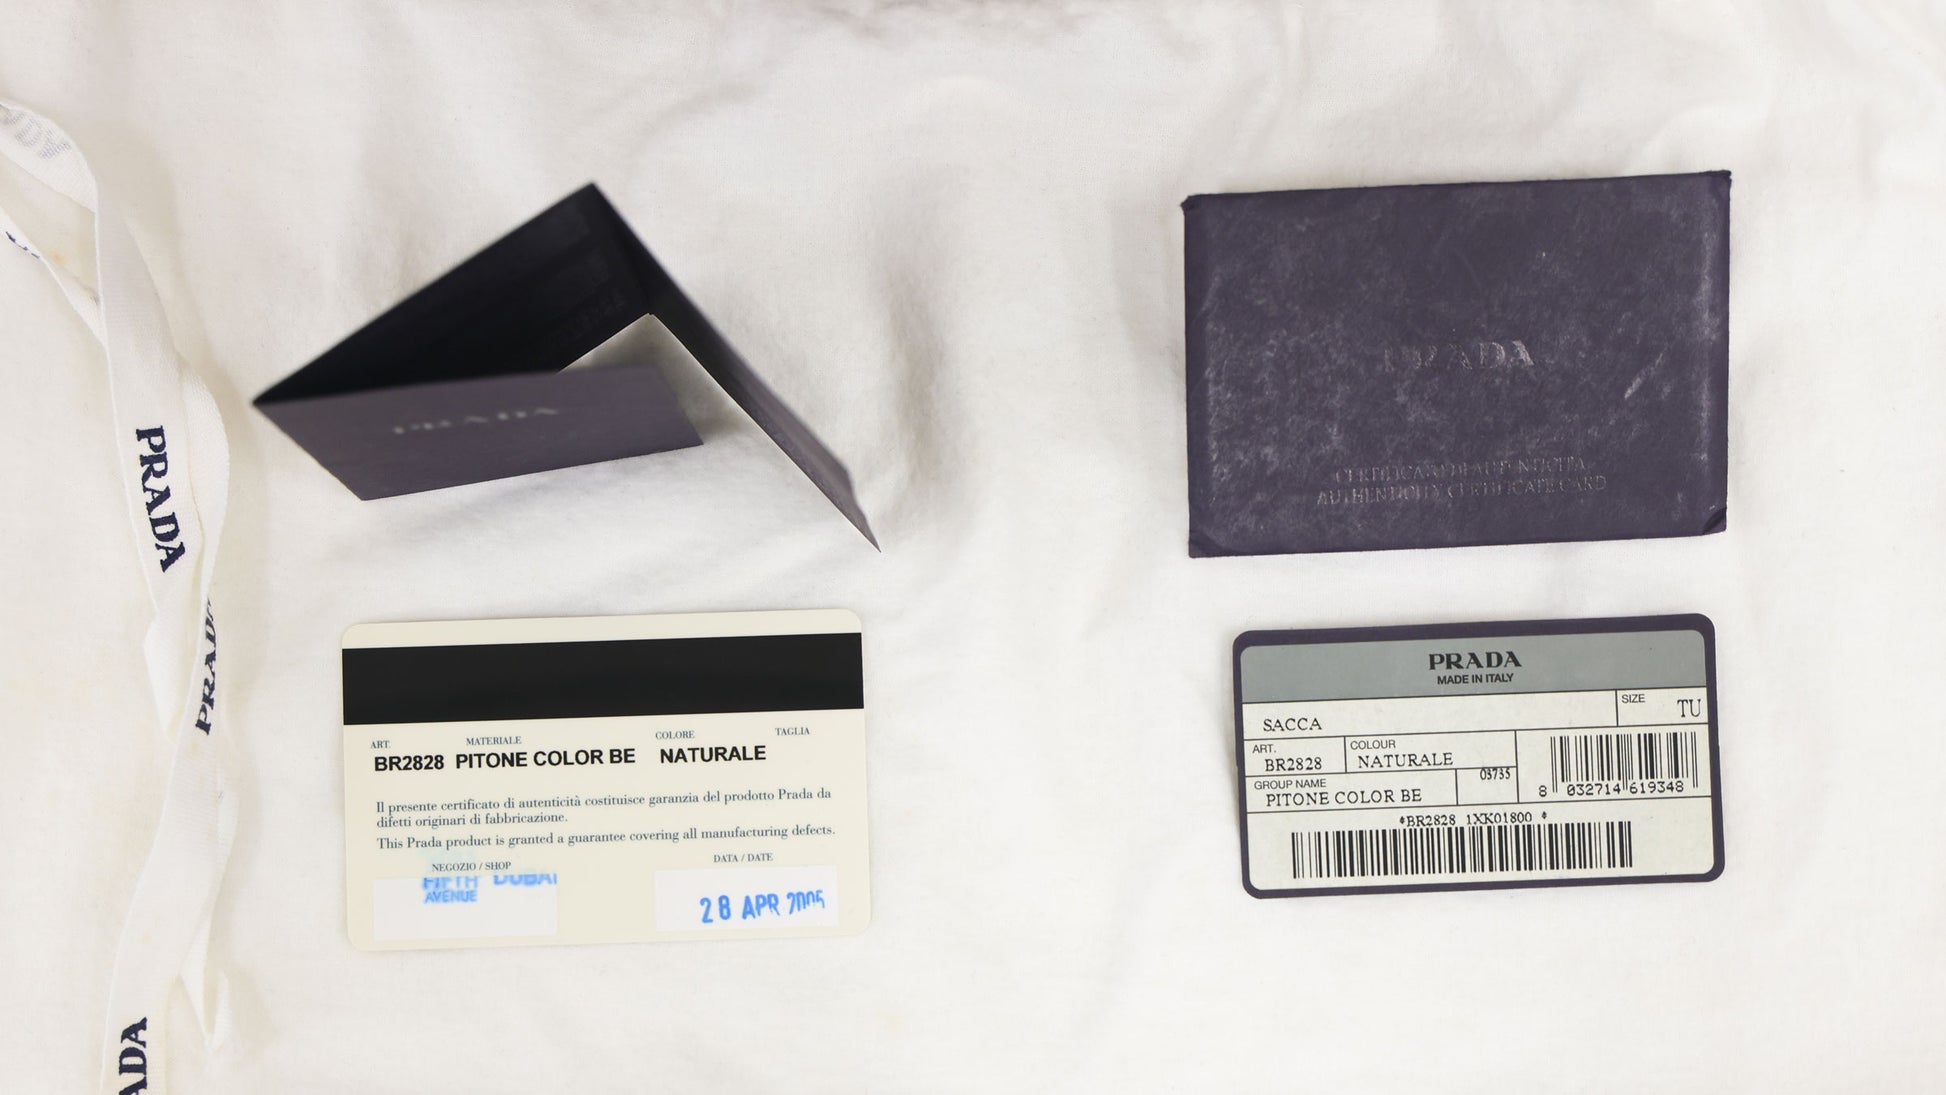 PRADA
PRADA
PRADA
PRADA
PRADA
CERTIFICATO DI AUTENTICITÀ
AUTHENTICITY CERTIFICATE CARD
ART. MATERIALE COLORE TAGLIA
BR2828 PITONE COLOR BE NATURALE
Il presente certificato di autenticità costituisce garanzia del prodotto Prada da
difetti originari di fabbricazione.
This Prada product is granted a guarantee covering all manufacturing defects.
NEGOZIO / SHOP DATA / DATE
FIFTH DUBAI
AVENUE
28 APR 2005
PRADA
MADE IN ITALY
SACCA SIZE TU
ART. BR2828 COLOUR NATURALE
GROUP NAME 03735
PITONE COLOR BE
8 032714 619348
*BR2828 1XK01800 *
ADA